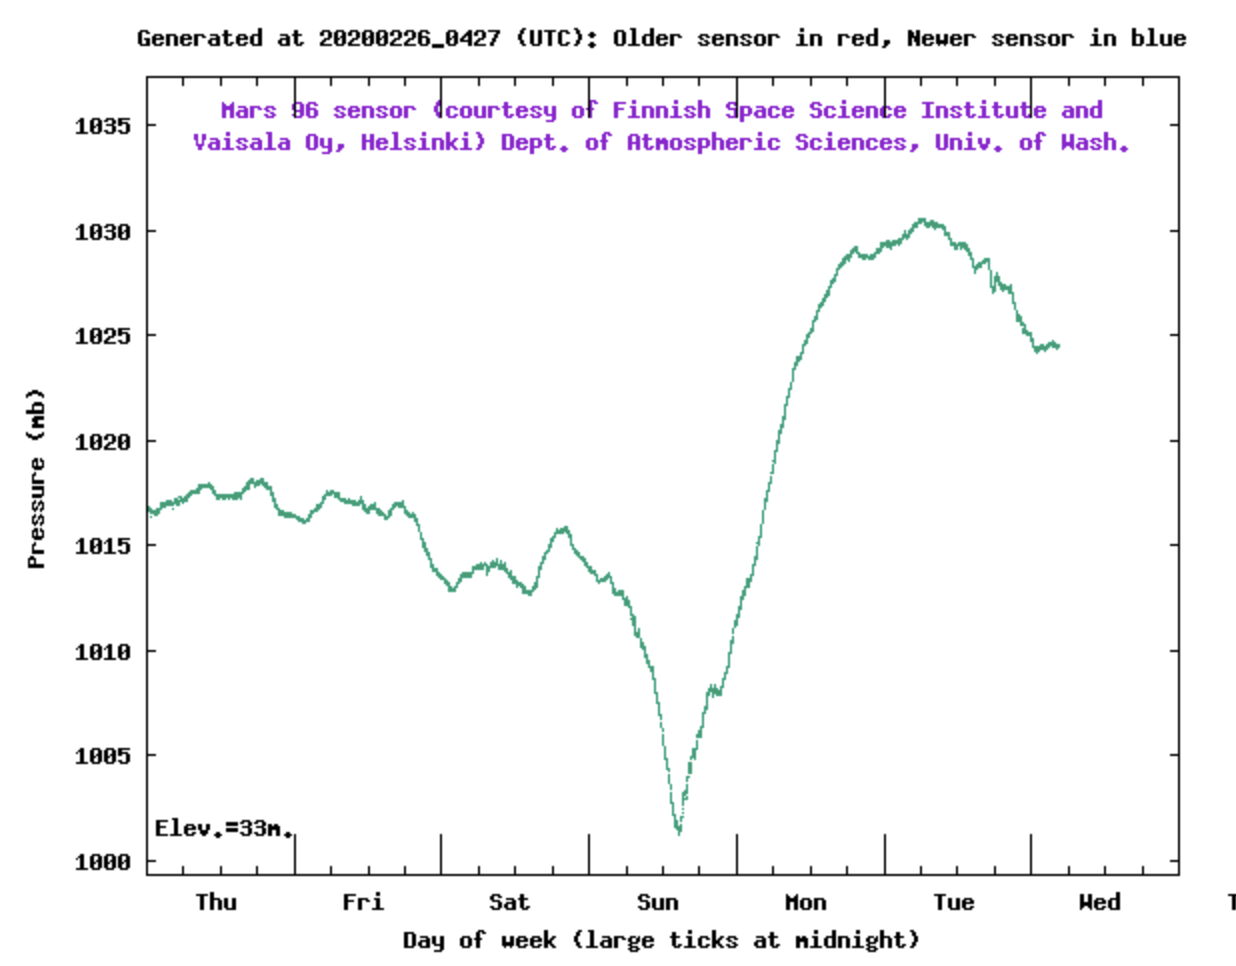 Generated at 20200226_0427 (UTC): Older sensor in red, Newer sensor in blue
Mars 96 sensor (courtesy of Finnish Space Science Institute and
Vaisala Oy, Helsinki) Dept. of Atmospheric Sciences, Univ. of Wash.
1035
1030
1025
1020
1015
1010
1005
1000
Pressure (mb)
Elev.=33m.
Thu Fri Sat Sun Mon Tue Wed T
Day of week (large ticks at midnight)